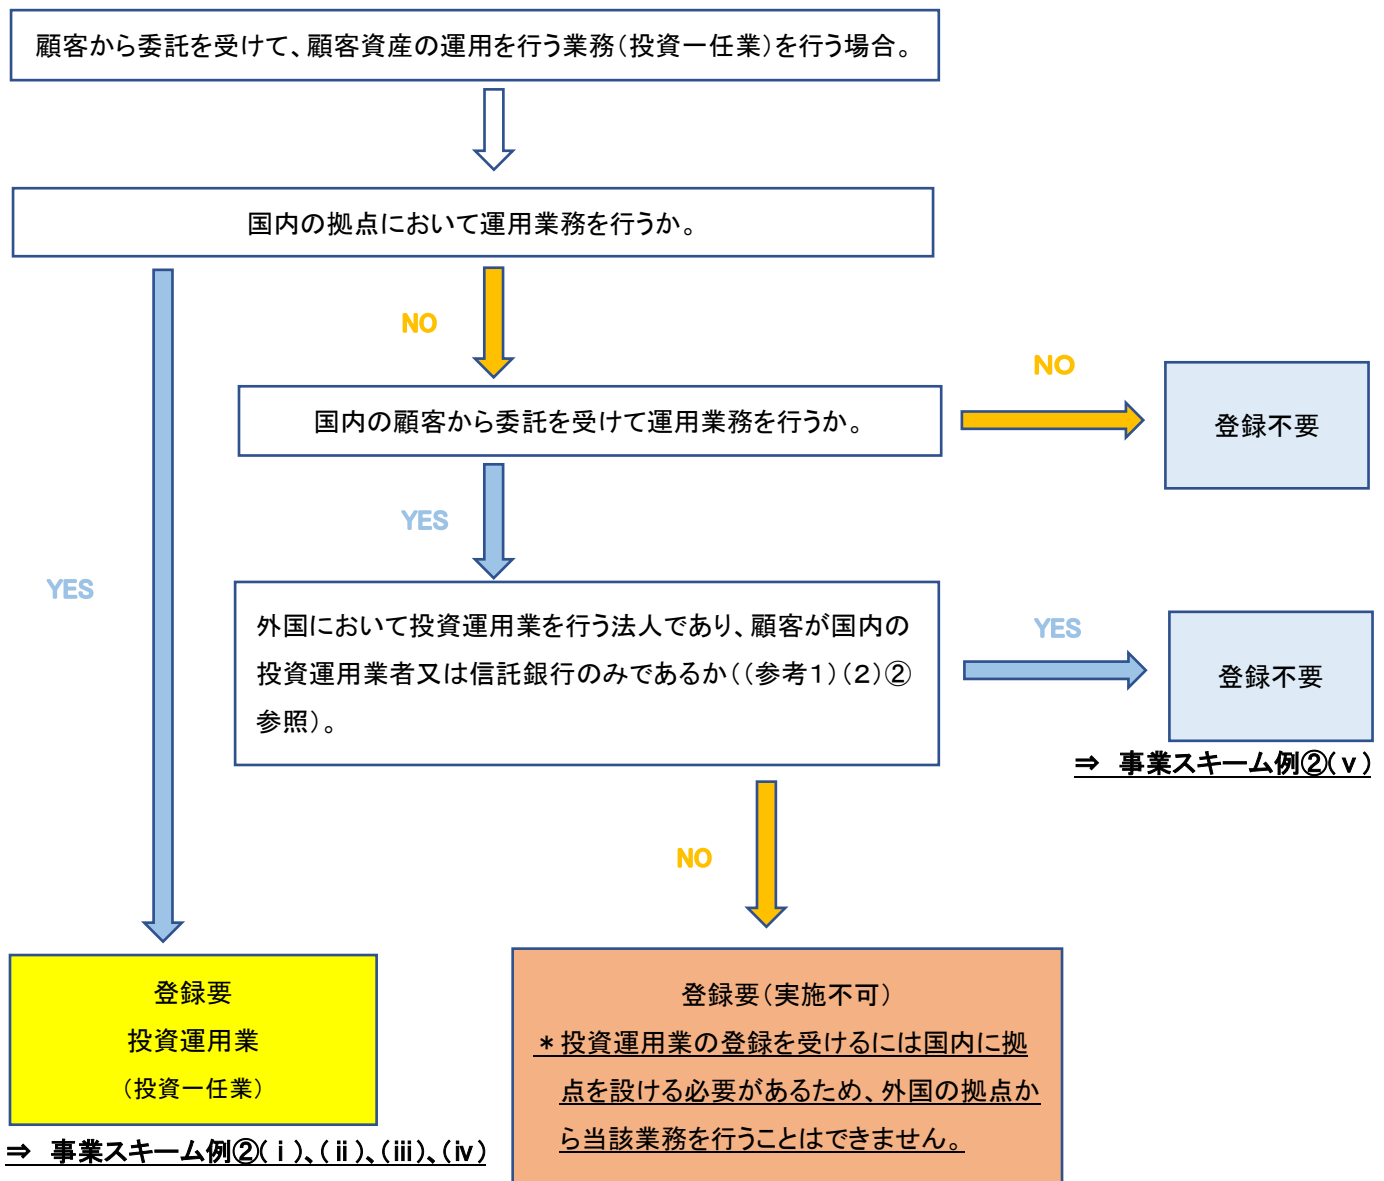 顧客から委託を受けて、顧客資産の運用を行う業務(投資一任業)を行う場合。
国内の拠点において運用業務を行うか。
NO
NO
国内の顧客から委託を受けて運用業務を行うか。
登録不要
YES
YES
外国において投資運用業を行う法人であり、顧客が国内の
投資運用業者又は信託銀行のみであるか((参考1)(2)②
参照)。
YES
登録不要
⇒ 事業スキーム例②(ⅴ)
NO
登録要
投資運用業
(投資一任業)
⇒ 事業スキーム例②(ⅰ)、(ⅱ)、(ⅲ)、(ⅳ)
登録要(実施不可)
*投資運用業の登録を受けるには国内に拠
点を設ける必要があるため、外国の拠点か
ら当該業務を行うことはできません。